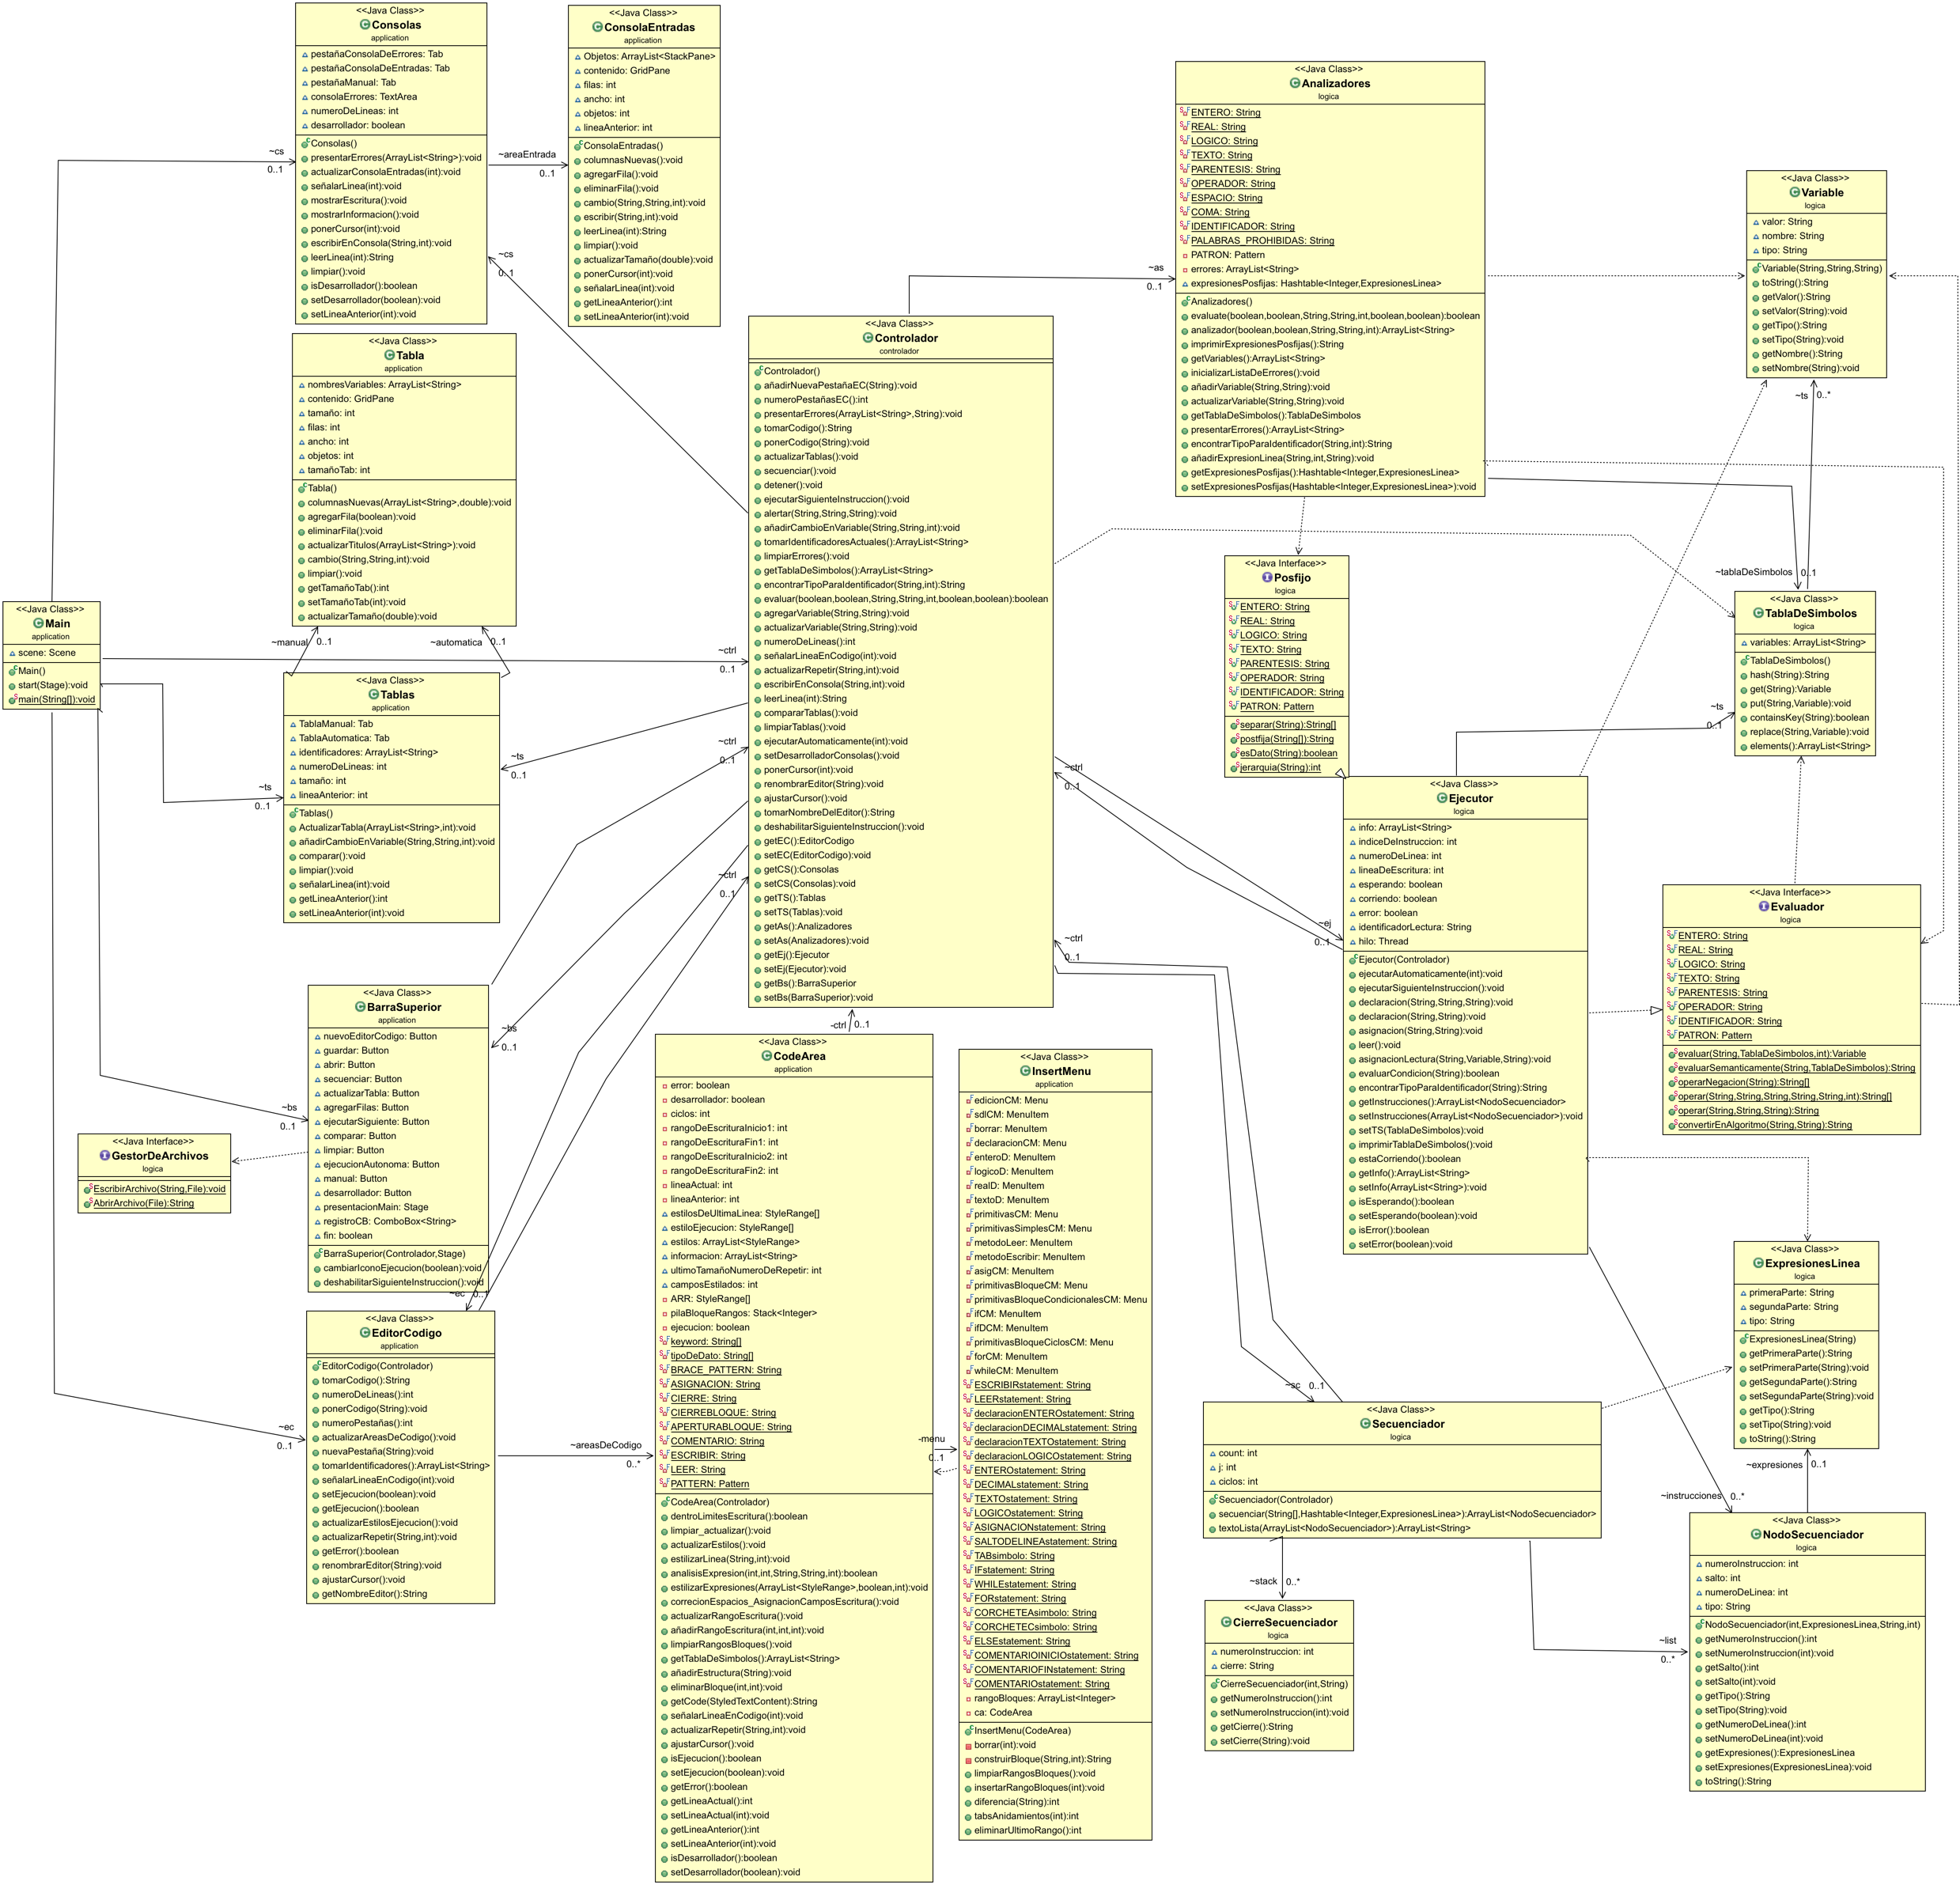 <<Java Class>>
Consolas
application
pestañaConsolaDeErrores: Tab
pestañaConsolaDeEntradas: Tab
pestañaManual: Tab
consolaErrores: TextArea
numeroDeLineas: int
desarrollador: boolean
Consolas()
presentarErrores(ArrayList<String>):void
actualizarConsolaEntradas(int):void
señalarLinea(int):void
mostrarEscritura():void
mostrarInformacion():void
ponerCursor(int):void
escribirEnConsola(String,int):void
leerLinea(int):String
limpiar():void
isDesarrollador():boolean
setDesarrollador(boolean):void
setLineaAnterior(int):void
~areaEntrada
0..1
<<Java Class>>
ConsolaEntradas
application
Objetos: ArrayList<StackPane>
contenido: GridPane
filas: int
ancho: int
objetos: int
lineaAnterior: int
ConsolaEntradas()
columnasNuevas():void
agregarFila():void
eliminarFila():void
cambio(String,String,int):void
escribir(String,int):void
leerLinea(int):String
limpiar():void
actualizarTamaño(double):void
ponerCursor(int):void
señalarLinea(int):void
getLineaAnterior():int
setLineaAnterior(int):void
~cs
0..1
~cs
0..1
<<Java Class>>
Tabla
application
nombresVariables: ArrayList<String>
contenido: GridPane
tamaño: int
filas: int
ancho: int
objetos: int
tamañoTab: int
Tabla()
columnasNuevas(ArrayList<String>,double):void
agregarFila(boolean):void
eliminarFila():void
actualizarTitulos(ArrayList<String>):void
cambio(String,String,int):void
limpiar():void
getTamañoTab():int
setTamañoTab(int):void
actualizarTamaño(double):void
~manual 0..1
~automatica 0..1
<<Java Class>>
Main
application
scene: Scene
Main()
start(Stage):void
main(String[]):void
~ctrl
0..1
<<Java Class>>
Tablas
application
TablaManual: Tab
TablaAutomatica: Tab
identificadores: ArrayList<String>
numeroDeLineas: int
tamaño: int
lineaAnterior: int
Tablas()
ActualizarTabla(ArrayList<String>,int):void
añadirCambioEnVariable(String,String,int):void
comparar():void
limpiar():void
señalarLinea(int):void
getLineaAnterior():int
setLineaAnterior(int):void
~ts
0..1
~ts
0..1
<<Java Class>>
Controlador
controlador
Controlador()
añadirNuevaPestañaEC(String):void
numeroPestañasEC():int
presentarErrores(ArrayList<String>,String):void
tomarCodigo():String
ponerCodigo(String):void
actualizarTablas():void
secuenciar():void
detener():void
ejecutarSiguienteInstruccion():void
alertar(String,String,String):void
añadirCambioEnVariable(String,String,int):void
tomarIdentificadoresActuales():ArrayList<String>
limpiarErrores():void
getTablaDeSimbolos():ArrayList<String>
encontrarTipoParaIdentificador(String,int):String
evaluar(boolean,boolean,String,String,int,boolean,boolean):boolean
agregarVariable(String,String):void
actualizarVariable(String,String):void
numeroDeLineas():int
señalarLineaEnCodigo(int):void
actualizarRepetir(String,int):void
escribirEnConsola(String,int):void
leerLinea(int):String
compararTablas():void
limpiarTablas():void
ejecutarAutomaticamente(int):void
setDesarrolladorConsolas():void
ponerCursor(int):void
renombrarEditor(String):void
ajustarCursor():void
tomarNombreDelEditor():String
deshabilitarSiguienteInstruccion():void
getEC():EditorCodigo
setEC(EditorCodigo):void
getCS():Consolas
setCS(Consolas):void
getTS():Tablas
setTS(Tablas):void
getAs():Analizadores
setAs(Analizadores):void
getEj():Ejecutor
setEj(Ejecutor):void
getBs():BarraSuperior
setBs(BarraSuperior):void
~ctrl
0..1
~ctrl
0..1
~as
0..1
<<Java Class>>
Analizadores
logica
ENTERO: String
REAL: String
LOGICO: String
TEXTO: String
PARENTESIS: String
OPERADOR: String
ESPACIO: String
COMA: String
IDENTIFICADOR: String
PALABRAS_PROHIBIDAS: String
PATRON: Pattern
errores: ArrayList<String>
expresionesPosfijas: Hashtable<Integer,ExpresionesLinea>
Analizadores()
evaluate(boolean,boolean,String,String,int,boolean,boolean):boolean
analizador(boolean,boolean,String,String,int):ArrayList<String>
imprimirExpresionesPosfijas():String
getVariables():ArrayList<String>
inicializarListaDeErrores():void
añadirVariable(String,String):void
actualizarVariable(String,String):void
getTablaDeSimbolos():TablaDeSimbolos
presentarErrores():ArrayList<String>
encontrarTipoParaIdentificador(String,int):String
añadirExpresionLinea(String,int,String):void
getExpresionesPosfijas():Hashtable<Integer,ExpresionesLinea>
setExpresionesPosfijas(Hashtable<Integer,ExpresionesLinea>):void
<<Java Class>>
Variable
logica
valor: String
nombre: String
tipo: String
Variable(String,String,String)
toString():String
getValor():String
setValor(String):void
getTipo():String
setTipo(String):void
getNombre():String
setNombre(String):void
~ts 0..*
~tablaDeSimbolos 0..1
<<Java Class>>
TablaDeSimbolos
logica
variables: ArrayList<String>
TablaDeSimbolos()
hash(String):String
get(String):Variable
put(String,Variable):void
containsKey(String):boolean
replace(String,Variable):void
elements():ArrayList<String>
~ts
0..1
<<Java Interface>>
Posfijo
logica
ENTERO: String
REAL: String
LOGICO: String
TEXTO: String
PARENTESIS: String
OPERADOR: String
IDENTIFICADOR: String
PATRON: Pattern
separar(String):String[]
postfija(String[]):String
esDato(String):boolean
jerarquia(String):int
~ctrl
0..1
~ej
0..1
<<Java Class>>
Ejecutor
logica
info: ArrayList<String>
indiceDeInstruccion: int
numeroDeLinea: int
lineaDeEscritura: int
esperando: boolean
corriendo: boolean
error: boolean
identificadorLectura: String
hilo: Thread
Ejecutor(Controlador)
ejecutarAutomaticamente(int):void
ejecutarSiguienteInstruccion():void
declaracion(String,String,String):void
declaracion(String,String):void
asignacion(String,String):void
leer():void
asignacionLectura(String,Variable,String):void
evaluarCondicion(String):boolean
encontrarTipoParaIdentificador(String):String
getInstrucciones():ArrayList<NodoSecuenciador>
setInstrucciones(ArrayList<NodoSecuenciador>):void
setTS(TablaDeSimbolos):void
imprimirTablaDeSimbolos():void
estaCorriendo():boolean
getInfo():ArrayList<String>
setInfo(ArrayList<String>):void
isEsperando():boolean
setEsperando(boolean):void
isError():boolean
setError(boolean):void
<<Java Interface>>
Evaluador
logica
ENTERO: String
REAL: String
LOGICO: String
TEXTO: String
PARENTESIS: String
OPERADOR: String
IDENTIFICADOR: String
PATRON: Pattern
evaluar(String,TablaDeSimbolos,int):Variable
evaluarSemanticamente(String,TablaDeSimbolos):String
operarNegacion(String):String[]
operar(String,String,String,String,String,int):String[]
operar(String,String,String):String
convertirEnAlgoritmo(String,String):String
~ctrl
0..1
<<Java Class>>
BarraSuperior
application
nuevoEditorCodigo: Button
guardar: Button
abrir: Button
secuenciar: Button
actualizarTabla: Button
agregarFilas: Button
ejecutarSiguiente: Button
comparar: Button
limpiar: Button
ejecucionAutonoma: Button
manual: Button
desarrollador: Button
presentacionMain: Stage
registroCB: ComboBox<String>
fin: boolean
BarraSuperior(Controlador,Stage)
cambiarIconoEjecucion(boolean):void
deshabilitarSiguienteInstruccion():void
~bs
0..1
~bs
0..1
<<Java Interface>>
GestorDeArchivos
logica
EscribirArchivo(String,File):void
AbrirArchivo(File):String
~ec 0..1
<<Java Class>>
EditorCodigo
application
EditorCodigo(Controlador)
tomarCodigo():String
numeroDeLineas():int
ponerCodigo(String):void
numeroPestañas():int
actualizarAreasDeCodigo():void
nuevaPestaña(String):void
tomarIdentificadores():ArrayList<String>
señalarLineaEnCodigo(int):void
setEjecucion(boolean):void
getEjecucion():boolean
actualizarEstilosEjecucion():void
actualizarRepetir(String,int):void
getError():boolean
renombrarEditor(String):void
ajustarCursor():void
getNombreEditor():String
~ec
0..1
~areasDeCodigo
0..*
-ctrl 0..1
<<Java Class>>
CodeArea
application
error: boolean
desarrollador: boolean
ciclos: int
rangoDeEscrituraInicio1: int
rangoDeEscrituraFin1: int
rangoDeEscrituraInicio2: int
rangoDeEscrituraFin2: int
lineaActual: int
lineaAnterior: int
estilosDeUltimaLinea: StyleRange[]
estiloEjecucion: StyleRange[]
estilos: ArrayList<StyleRange>
informacion: ArrayList<String>
ultimoTamañoNumeroDeRepetir: int
camposEstilados: int
ARR: StyleRange[]
pilaBloqueRangos: Stack<Integer>
ejecucion: boolean
keyword: String[]
tipoDeDato: String[]
BRACE_PATTERN: String
ASIGNACION: String
CIERRE: String
CIERREBLOQUE: String
APERTURABLOQUE: String
COMENTARIO: String
ESCRIBIR: String
LEER: String
PATTERN: Pattern
CodeArea(Controlador)
dentroLimitesEscritura():boolean
limpiar_actualizar():void
actualizarEstilos():void
estilizarLinea(String,int):void
analisisExpresion(int,int,String,String,int):boolean
estilizarExpresiones(ArrayList<StyleRange>,boolean,int):void
correcionEspacios_AsignacionCamposEscritura():void
actualizarRangoEscritura():void
añadirRangoEscritura(int,int,int):void
limpiarRangosBloques():void
getTablaDeSimbolos():ArrayList<String>
añadirEstructura(String):void
eliminarBloque(int,int):void
getCode(StyledTextContent):String
señalarLineaEnCodigo(int):void
actualizarRepetir(String,int):void
ajustarCursor():void
isEjecucion():boolean
setEjecucion(boolean):void
getError():boolean
getLineaActual():int
setLineaActual(int):void
getLineaAnterior():int
setLineaAnterior(int):void
isDesarrollador():boolean
setDesarrollador(boolean):void
-menu
0..1
<<Java Class>>
InsertMenu
application
edicionCM: Menu
sdlCM: MenuItem
borrar: MenuItem
declaracionCM: Menu
enteroD: MenuItem
logicoD: MenuItem
realD: MenuItem
textoD: MenuItem
primitivasCM: Menu
primitivasSimplesCM: Menu
metodoLeer: MenuItem
metodoEscribir: MenuItem
asigCM: MenuItem
primitivasBloqueCM: Menu
primitivasBloqueCondicionalesCM: Menu
ifCM: MenuItem
ifDCM: MenuItem
primitivasBloqueCiclosCM: Menu
forCM: MenuItem
whileCM: MenuItem
ESCRIBIRstatement: String
LEERstatement: String
declaracionENTEROstatement: String
declaracionDECIMALstatement: String
declaracionTEXTOstatement: String
declaracionLOGICOstatement: String
ENTEROstatement: String
DECIMALstatement: String
TEXTOstatement: String
LOGICOstatement: String
ASIGNACIONstatement: String
SALTODELINEAstatement: String
TABsimbolo: String
IFstatement: String
WHILEstatement: String
FORstatement: String
CORCHETEAsimbolo: String
CORCHETECsimbolo: String
ELSEstatement: String
COMENTARIOINICIOstatement: String
COMENTARIOFINstatement: String
COMENTARIOstatement: String
rangoBloques: ArrayList<Integer>
ca: CodeArea
InsertMenu(CodeArea)
borrar(int):void
construirBloque(String,int):String
limpiarRangosBloques():void
insertarRangoBloques(int):void
diferencia(String):int
tabsAnidamientos(int):int
eliminarUltimoRango():int
~sc 0..1
<<Java Class>>
Secuenciador
logica
count: int
j: int
ciclos: int
Secuenciador(Controlador)
secuenciar(String[],Hashtable<Integer,ExpresionesLinea>):ArrayList<NodoSecuenciador>
textoLista(ArrayList<NodoSecuenciador>):ArrayList<String>
~stack 0..*
<<Java Class>>
CierreSecuenciador
logica
numeroInstruccion: int
cierre: String
CierreSecuenciador(int,String)
getNumeroInstruccion():int
setNumeroInstruccion(int):void
getCierre():String
setCierre(String):void
<<Java Class>>
ExpresionesLinea
logica
primeraParte: String
segundaParte: String
tipo: String
ExpresionesLinea(String)
getPrimeraParte():String
setPrimeraParte(String):void
getSegundaParte():String
setSegundaParte(String):void
getTipo():String
setTipo(String):void
toString():String
~expresiones 0..1
~instrucciones 0..*
~list
0..*
<<Java Class>>
NodoSecuenciador
logica
numeroInstruccion: int
salto: int
numeroDeLinea: int
tipo: String
NodoSecuenciador(int,ExpresionesLinea,String,int)
getNumeroInstruccion():int
setNumeroInstruccion(int):void
getSalto():int
setSalto(int):void
getTipo():String
setTipo(String):void
getNumeroDeLinea():int
setNumeroDeLinea(int):void
getExpresiones():ExpresionesLinea
setExpresiones(ExpresionesLinea):void
toString():String